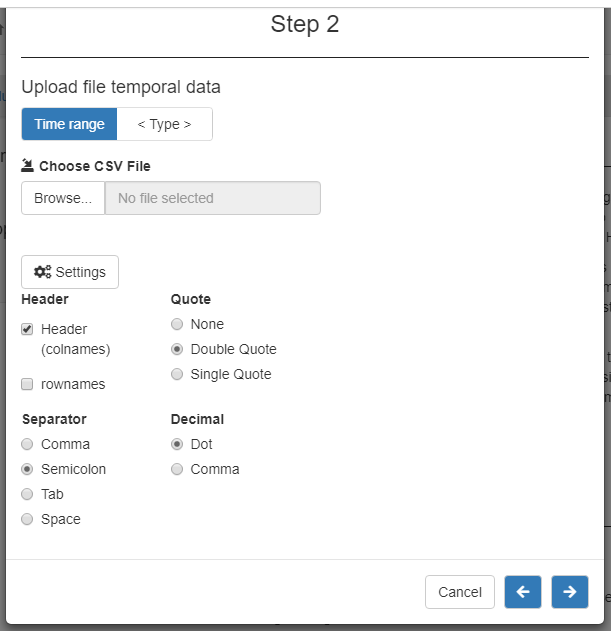 Step 2
Upload file temporal data
Time range
< Type >
Choose CSV File
Browse...
No file selected
Settings
Header
Header
(colnames)
rownames
Quote
None
Double Quote
Single Quote
Separator
Comma
Semicolon
Tab
Space
Decimal
Dot
Comma
Cancel